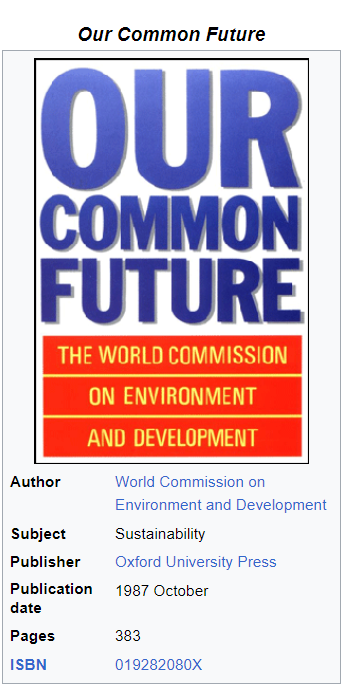 Our Common Future
OUR
COMMON
FUTURE
THE WORLD COMMISSION
ON ENVIRONMENT
AND DEVELOPMENT
Author World Commission on
Environment and Development
Subject Sustainability
Publisher Oxford University Press
Publication date 1987 October
Pages 383
ISBN 019282080X